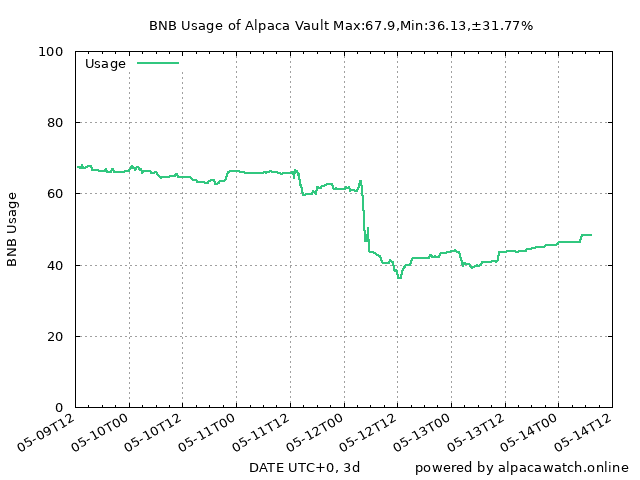 BNB Usage of Alpaca Vault Max:67.9,Min:36.13,±31.77%
Usage
BNB Usage
100
80
60
40
20
0
05-09T12
05-10T00
05-10T12
05-11T00
05-11T12
05-12T00
05-12T12
05-13T00
05-13T12
05-14T00
05-14T12
DATE UTC+0, 3d
powered by alpacawatch.online